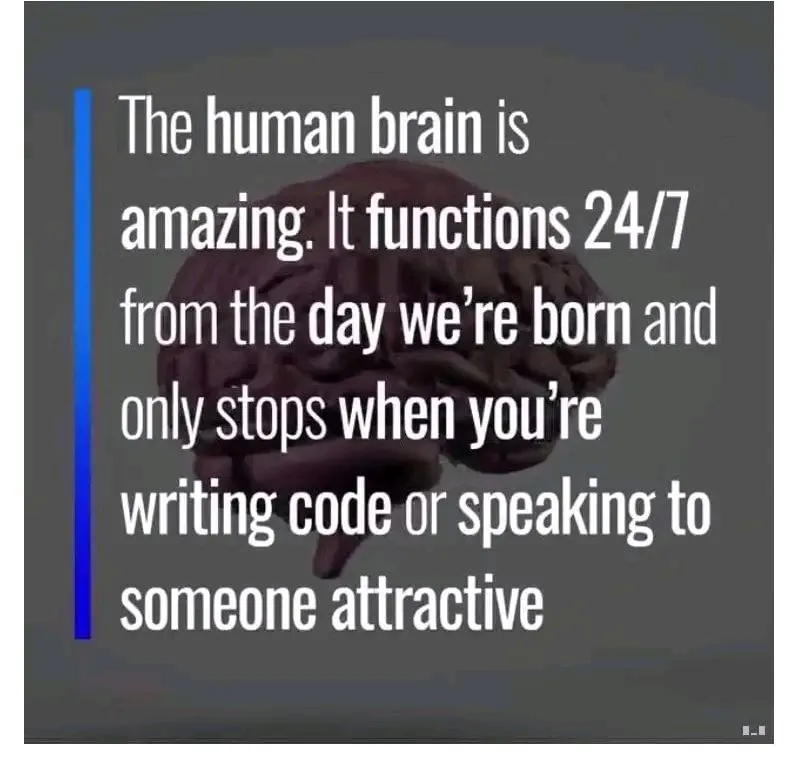 The human brain is
amazing. It functions 24/7
from the day we’re born and
only stops when you’re
writing code or speaking to
someone attractive